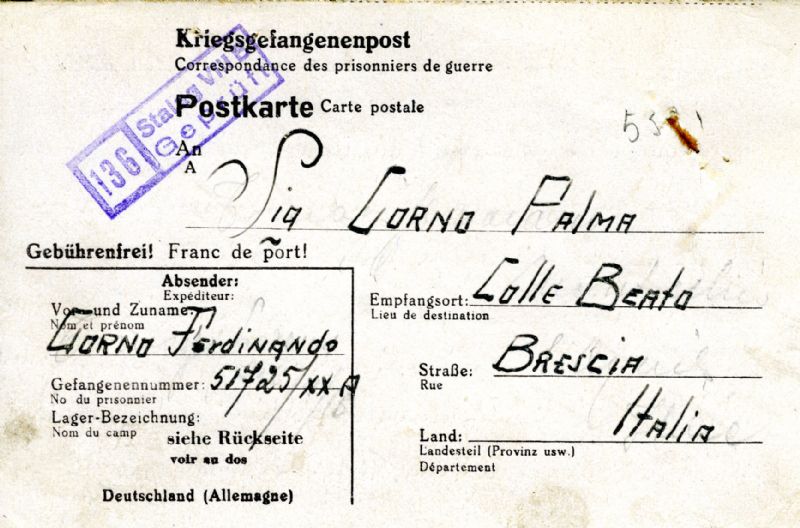 Kriegsgefangenenpost
Correspondance des prisonniers de guerre
136 Stalag VII B
Geprüft
Postkarte Carte postale
An
A
Sig Gorno Palma
Gebührenfrei! Franc de port!
Absender:
Expéditeur:
Vor- und Zuname:
Nom et prénom
Gorno Ferdinando
Gefangenennummer: 51725/XX A
No du prisonnier
Lager-Bezeichnung:
Nom du camp
siehe Rückseite
voir au dos
Deutschland (Allemagne)
Empfangsort: Colle Beato
Lieu de destination
Straße: Brescia
Rue
Italia
Land:
Landesteil (Provinz usw.)
Département